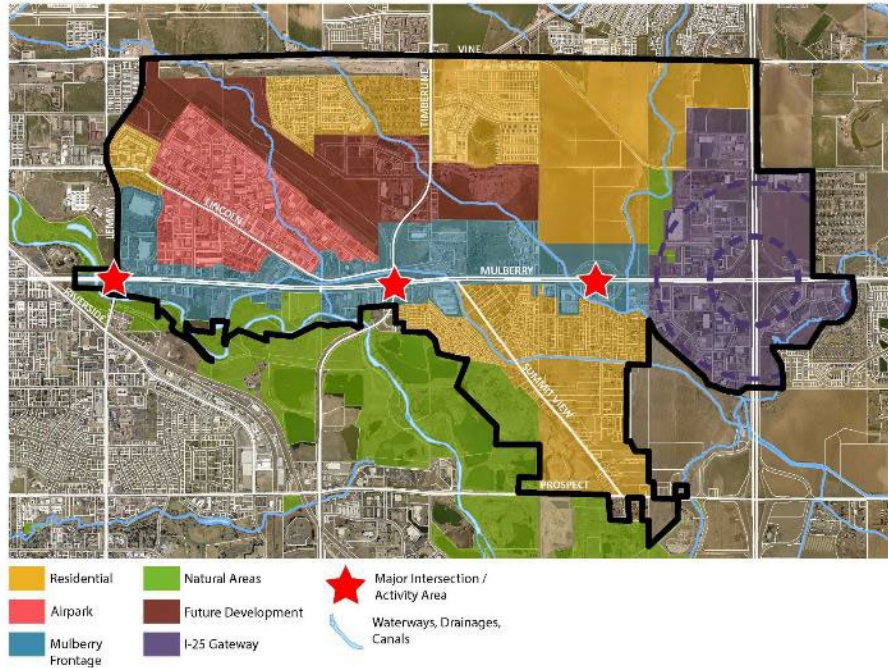 VINE
TIMBERLINE
LEMAY
LINCOLN
MULBERRY
RIVERSIDE
SUMMIT VIEW
PROSPECT
Residential
Airpark
Mulberry
Frontage
Natural Areas
Future Development
I-25 Gateway
Major Intersection /
Activity Area
Waterways, Drainages,
Canals